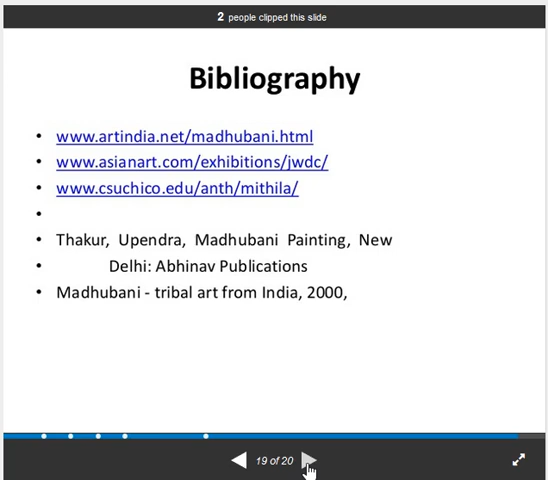 2 people clipped this slide
Bibliography
• www.artindia.net/madhubani.html
• www.asianart.com/exhibitions/jwdc/
• www.csuchico.edu/anth/mithila/
•
• Thakur, Upendra, Madhubani Painting, New
• Delhi: Abhinav Publications
• Madhubani - tribal art from India, 2000,
19 of 20